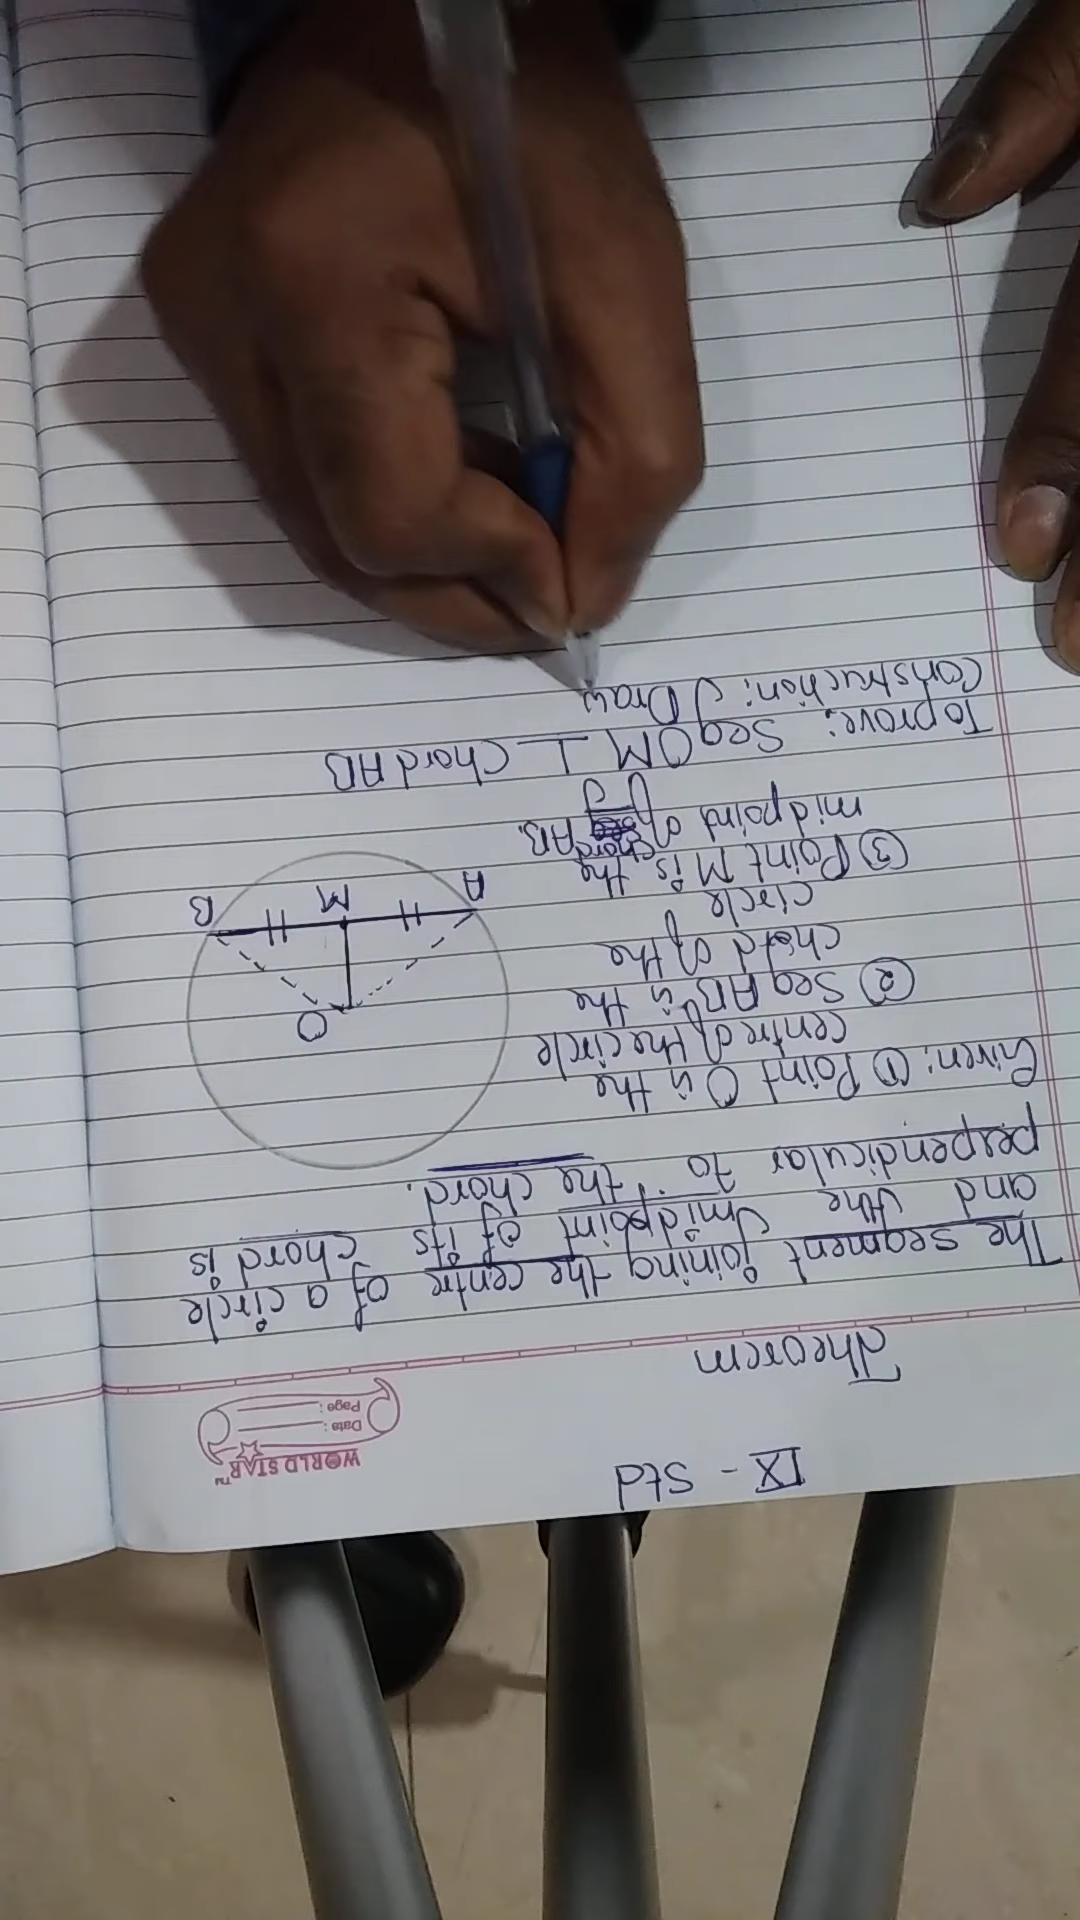 IX - Std
WORLD STAR™
Date:
Page:
Theorem
The segment joining the centre of a circle
and the midpoint of its chord is
perpendicular to the chord.
Given: ① Point O is the
centre of the circle
② Seg AB is the
chord of the
circle
③ Point M is the
midpoint of chord AB.
O
A
M
B
To prove: Seg OM ⊥ Chord AB
Construction: Draw